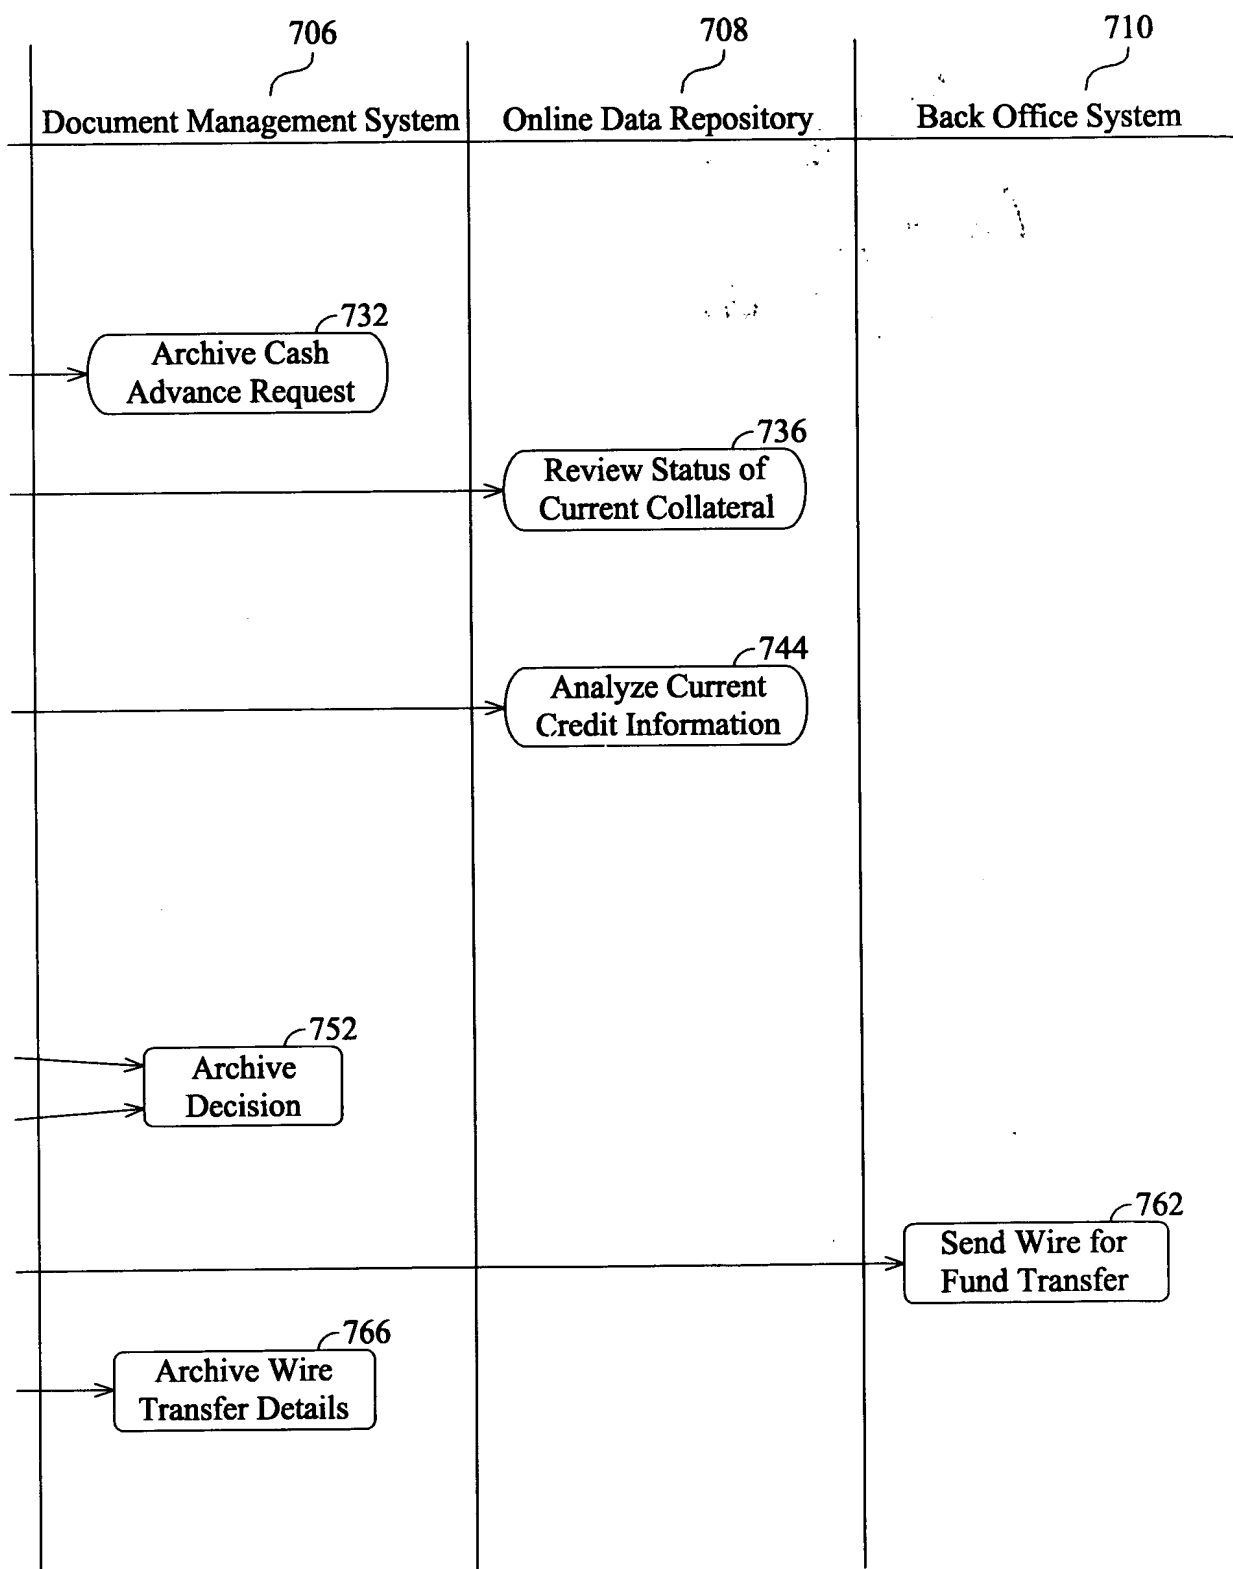 706
708
710
Document Management System
Online Data Repository
Back Office System
732
Archive Cash
Advance Request
736
Review Status of
Current Collateral
744
Analyze Current
Credit Information
752
Archive
Decision
762
Send Wire for
Fund Transfer
766
Archive Wire
Transfer Details